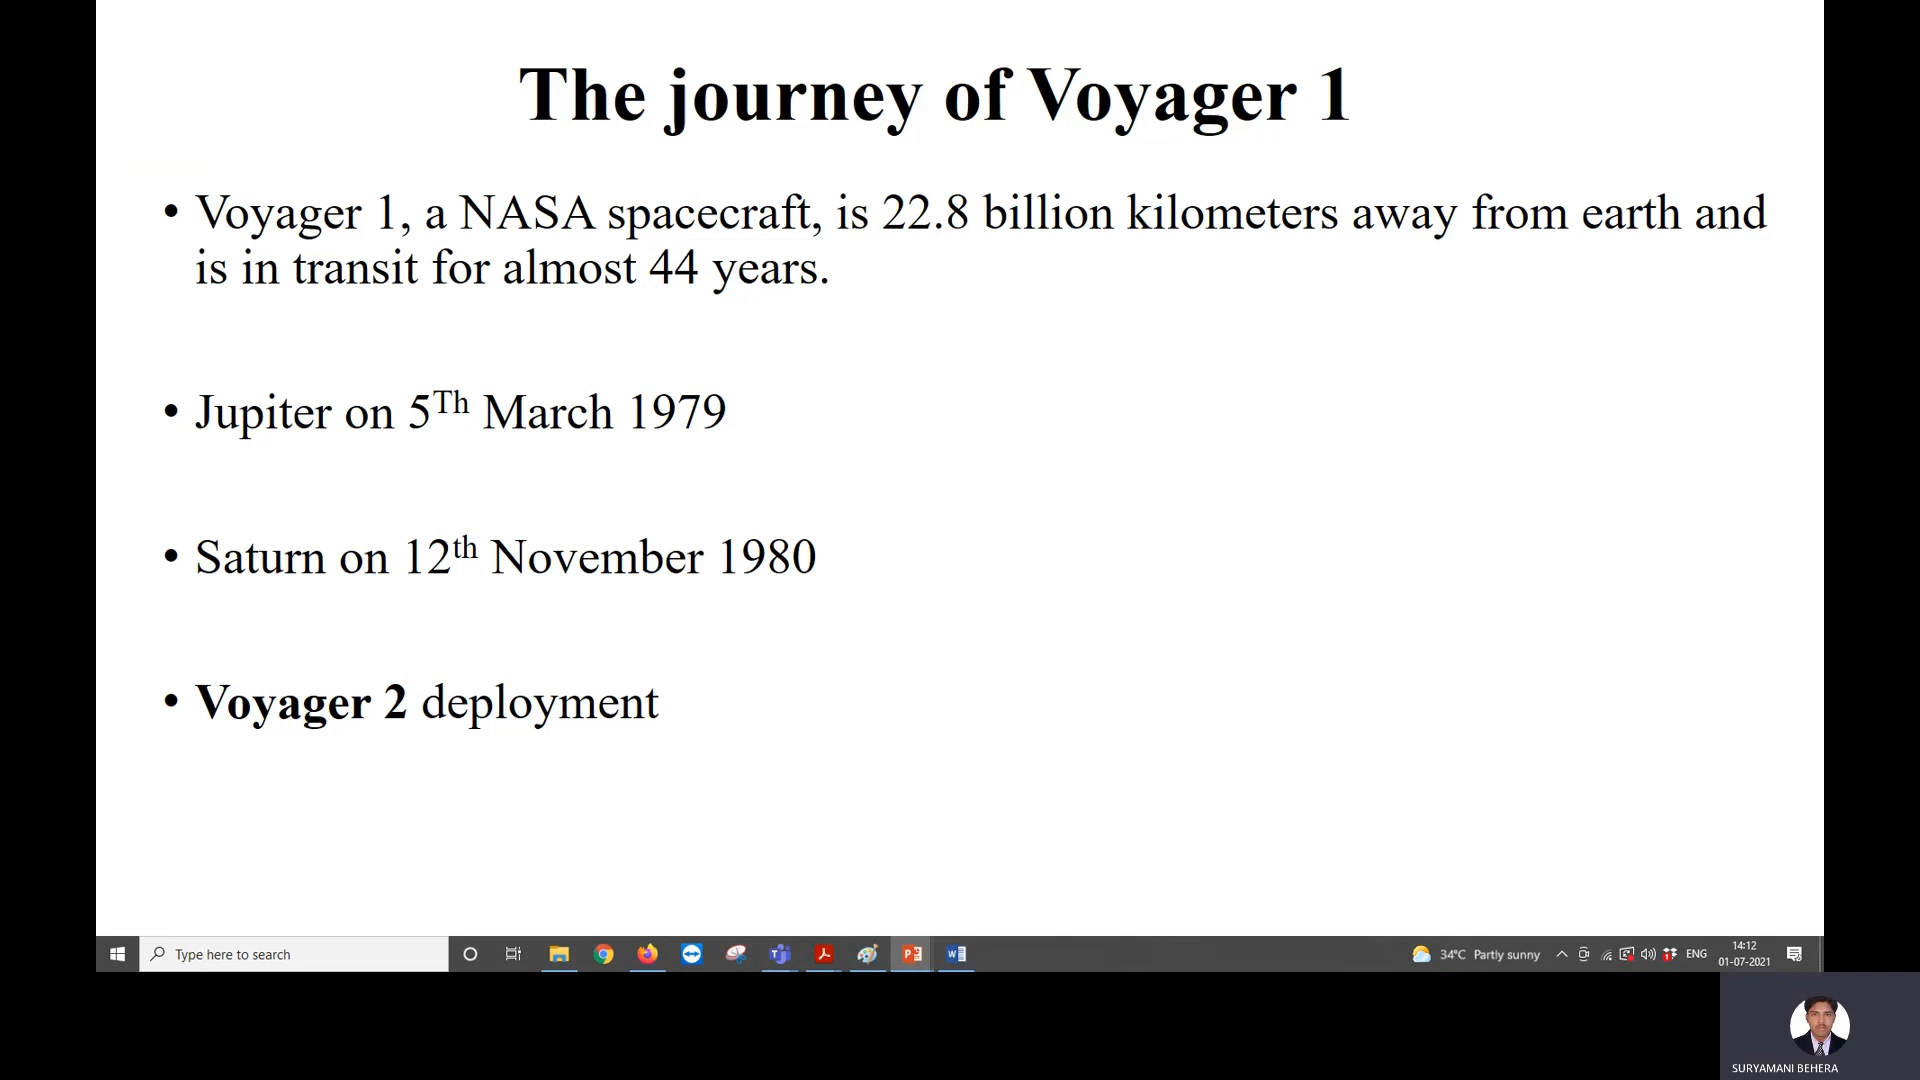 The journey of Voyager 1
• Voyager 1, a NASA spacecraft, is 22.8 billion kilometers away from earth and
is in transit for almost 44 years.
• Jupiter on 5Th March 1979
• Saturn on 12th November 1980
• Voyager 2 deployment
Type here to search
34°C Partly sunny
ENG
14:12
01-07-2021
SURYAMANI BEHERA